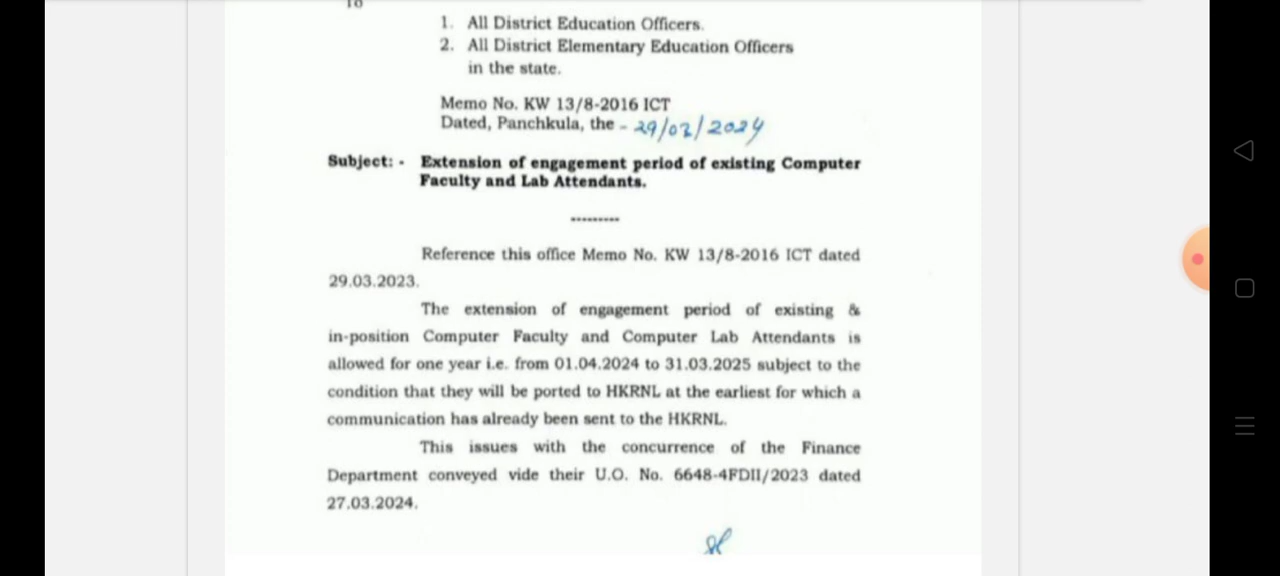 To
1. All District Education Officers.
2. All District Elementary Education Officers
in the state.
Memo No. KW 13/8-2016 ICT
Dated, Panchkula, the - 29/03/2024
Subject: - Extension of engagement period of existing Computer
Faculty and Lab Attendants.
---------
Reference this office Memo No. KW 13/8-2016 ICT dated
29.03.2023.
The extension of engagement period of existing &
in-position Computer Faculty and Computer Lab Attendants is
allowed for one year i.e. from 01.04.2024 to 31.03.2025 subject to the
condition that they will be ported to HKRNL at the earliest for which a
communication has already been sent to the HKRNL.
This issues with the concurrence of the Finance
Department conveyed vide their U.O. No. 6648-4FDII/2023 dated
27.03.2024.